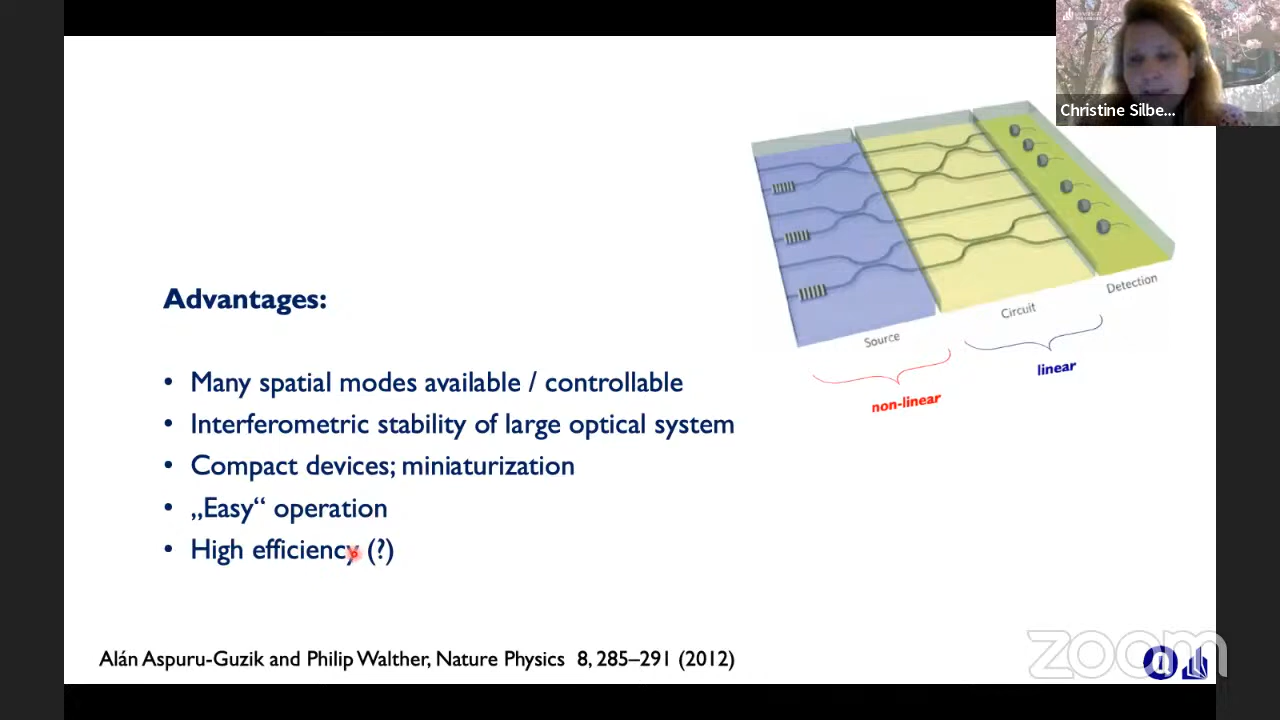 Christine Silbe...
Source
Circuit
Detection
non-linear
linear
Advantages:
• Many spatial modes available / controllable
• Interferometric stability of large optical system
• Compact devices; miniaturization
• „Easy“ operation
• High efficiency (?)
Alán Aspuru-Guzik and Philip Walther, Nature Physics 8, 285–291 (2012)
zoom